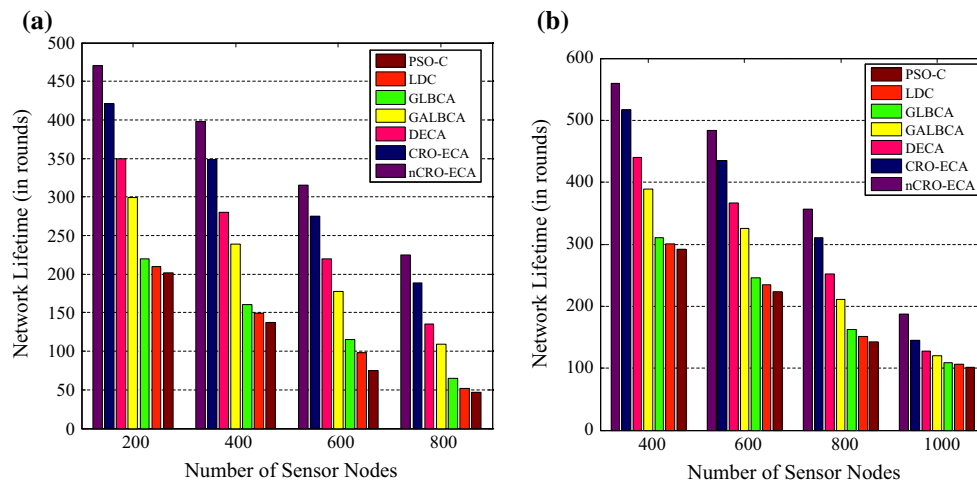 (a)
500
450
400
350
300
250
200
150
100
50
0
Network Lifetime (in rounds)
PSO-C
LDC
GLBCA
GALBCA
DECA
CRO-ECA
nCRO-ECA
200
400
600
800
Number of Sensor Nodes
(b)
600
500
400
300
200
100
0
Network Lifetime (in rounds)
PSO-C
LDC
GLBCA
GALBCA
DECA
CRO-ECA
nCRO-ECA
400
600
800
1000
Number of Sensor Nodes